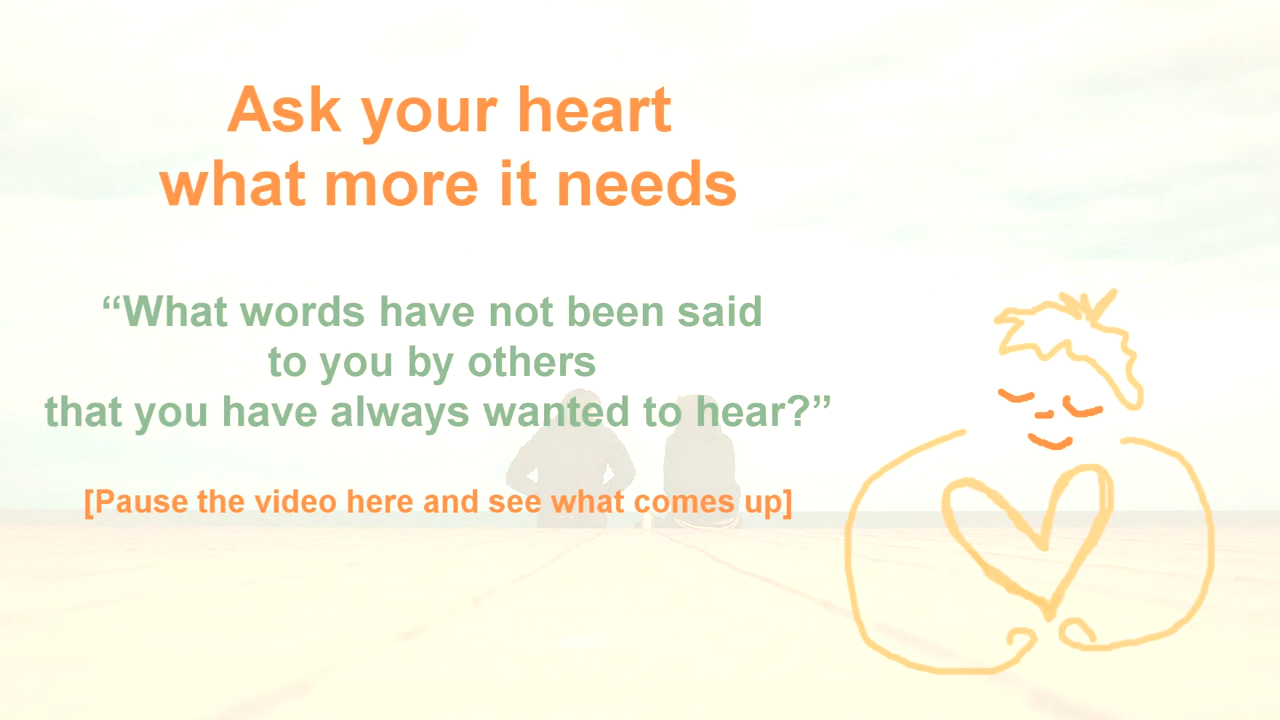 Ask your heart
what more it needs
“What words have not been said
to you by others
that you have always wanted to hear?”
[Pause the video here and see what comes up]